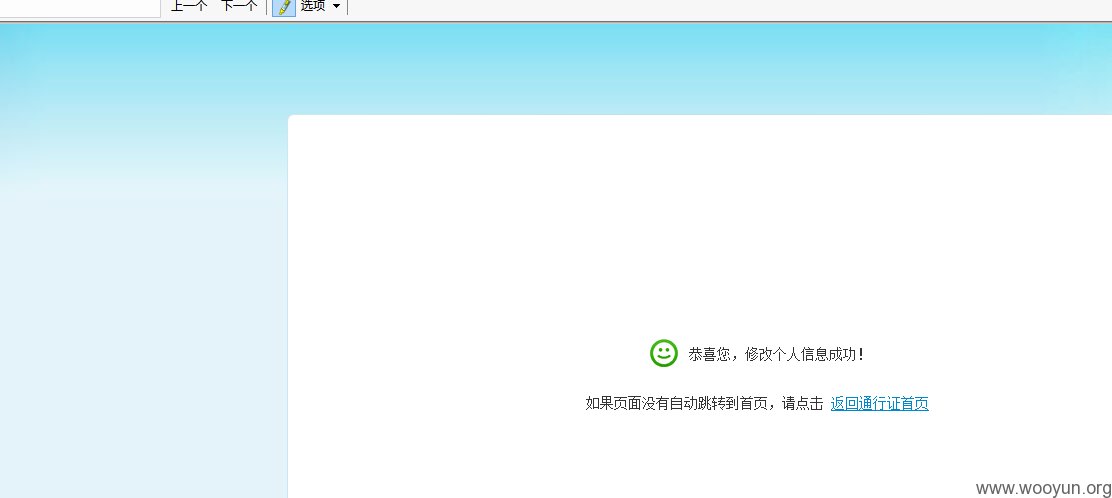 上一个 下一个 选项
恭喜您，修改个人信息成功！
如果页面没有自动跳转到首页，请点击 返回通行证首页
www.wooyun.org